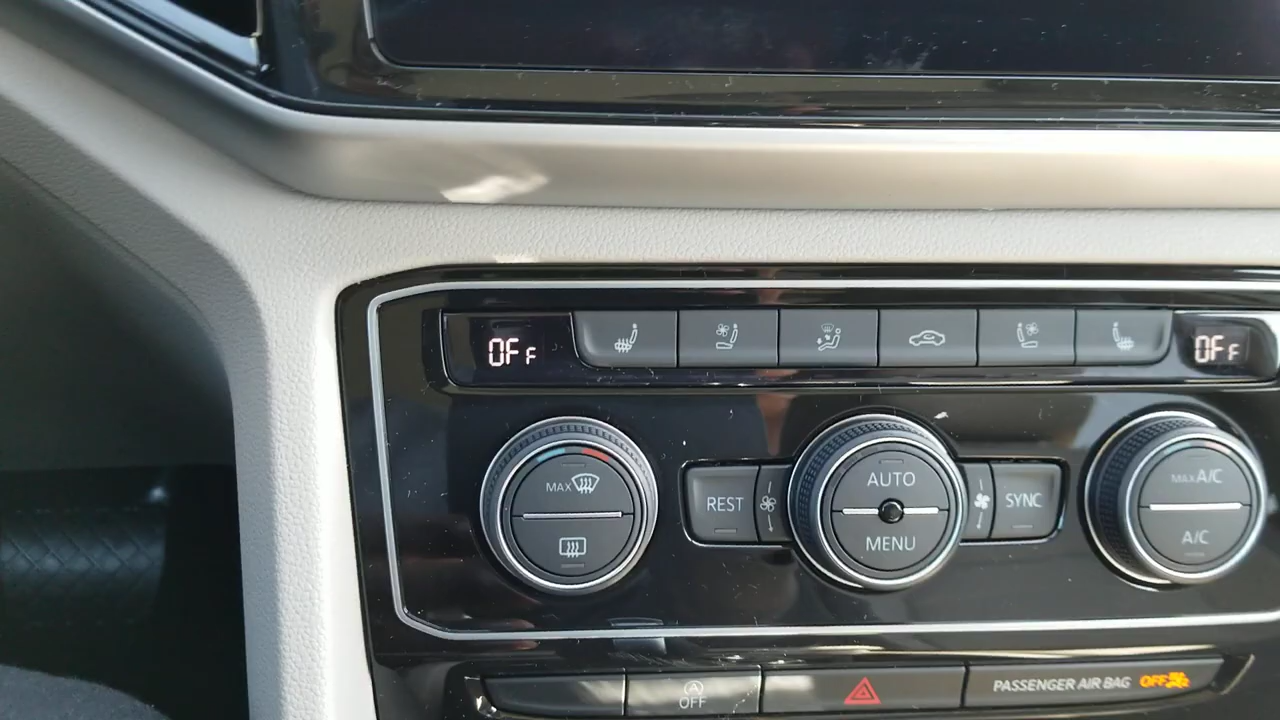 OFF
OFF
MAX
REST
AUTO
MENU
SYNC
MAX A/C
A/C
A
OFF
PASSENGER AIR BAG OFF